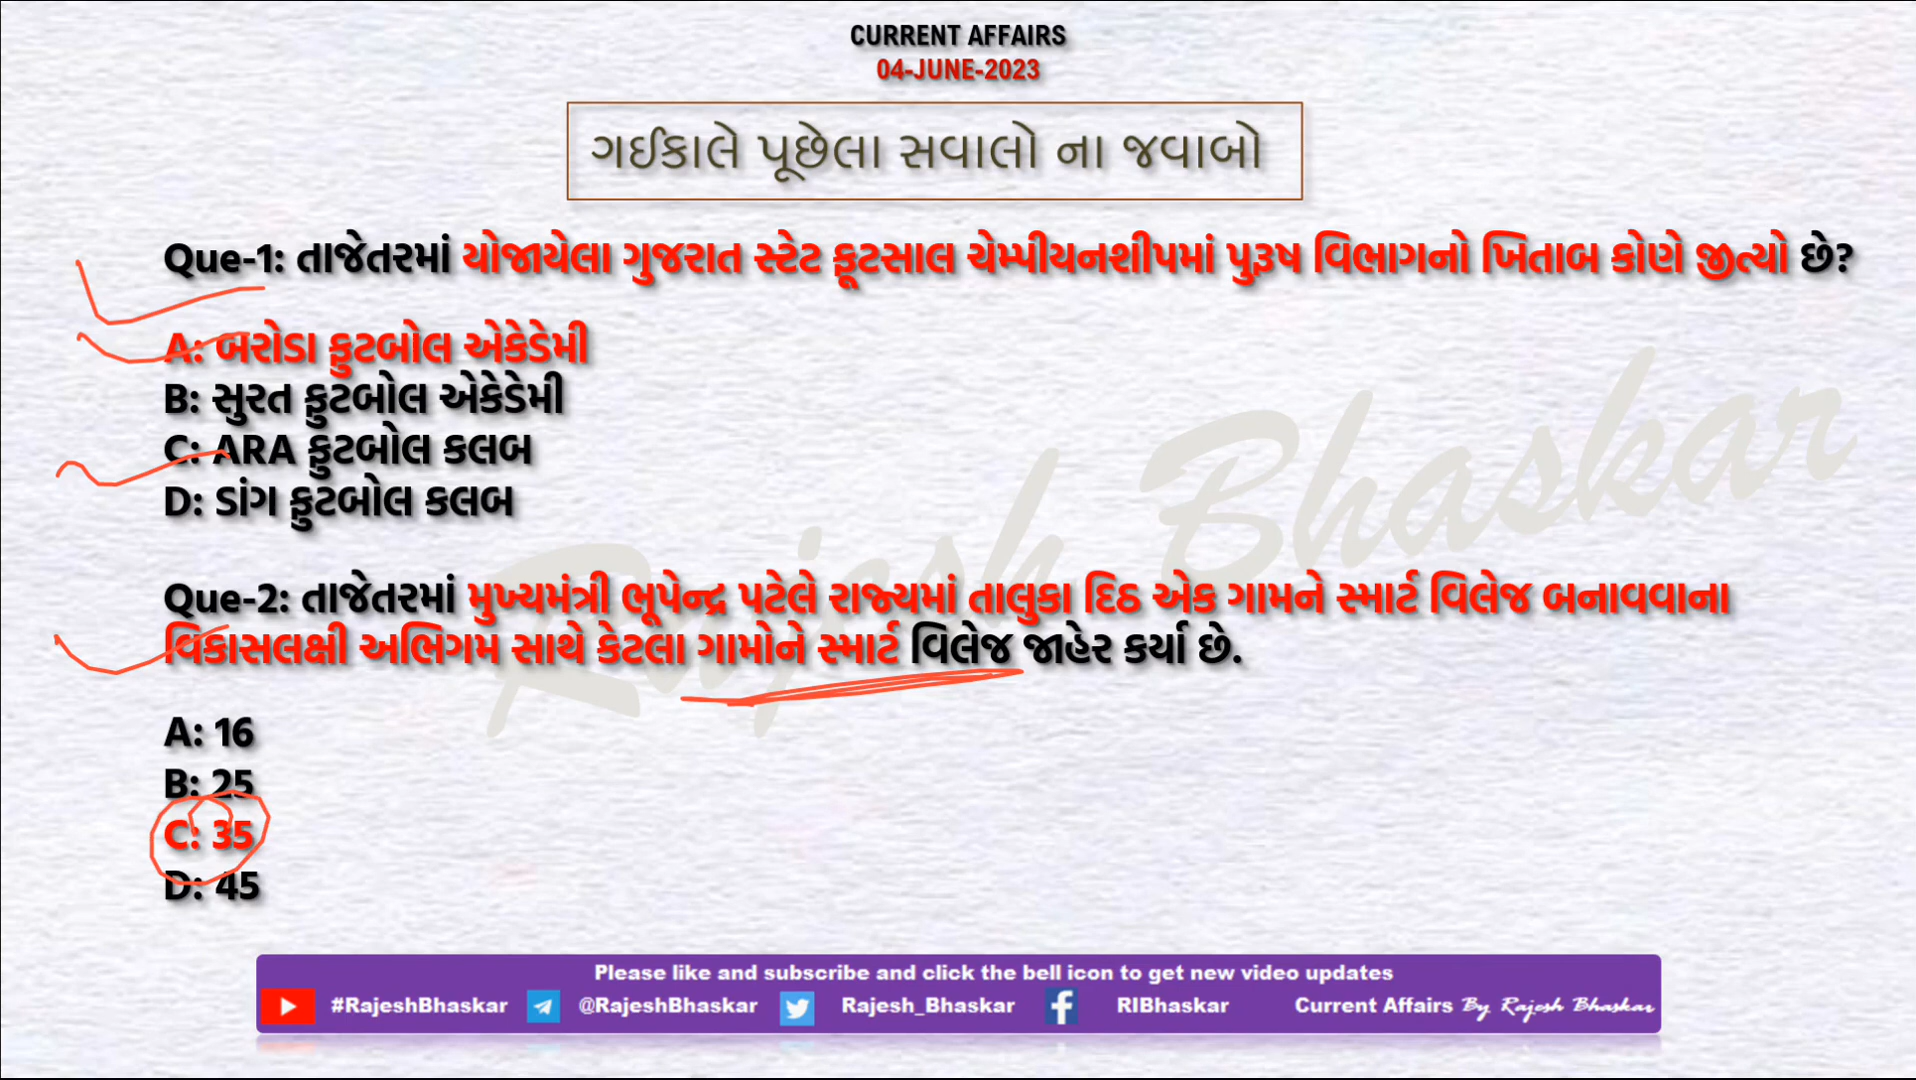 CURRENT AFFAIRS
04-JUNE-2023
ગઈકાલે પૂછેલા સવાલો ના જવાબો
Que-1: તાજેતરમાં યોજાયેલા ગુજરાત સ્ટેટ ફૂટસાલ ચેમ્પીયનશીપમાં પુરૂષ વિભાગનો ખિતાબ કોણે જીત્યો છે?
A: બરોડા ફુટબોલ એકેડેમી
B: સુરત ફુટબોલ એકેડેમી
C: ARA ફુટબોલ કલબ
D: ડાંગ ફુટબોલ કલબ
Que-2: તાજેતરમાં મુખ્યમંત્રી ભૂપેન્દ્ર પટેલે રાજ્યમાં તાલુકા દિઠ એક ગામને સ્માર્ટ વિલેજ બનાવવાના
વિકાસલક્ષી અભિગમ સાથે કેટલા ગામોને સ્માર્ટ વિલેજ જાહેર કર્યા છે.
A: 16
B: 25
C: 35
D: 45
Rajesh Bhaskar
Please like and subscribe and click the bell icon to get new video updates
#RajeshBhaskar @RajeshBhaskar Rajesh_Bhaskar RIBhaskar Current Affairs By Rajesh Bhaskar